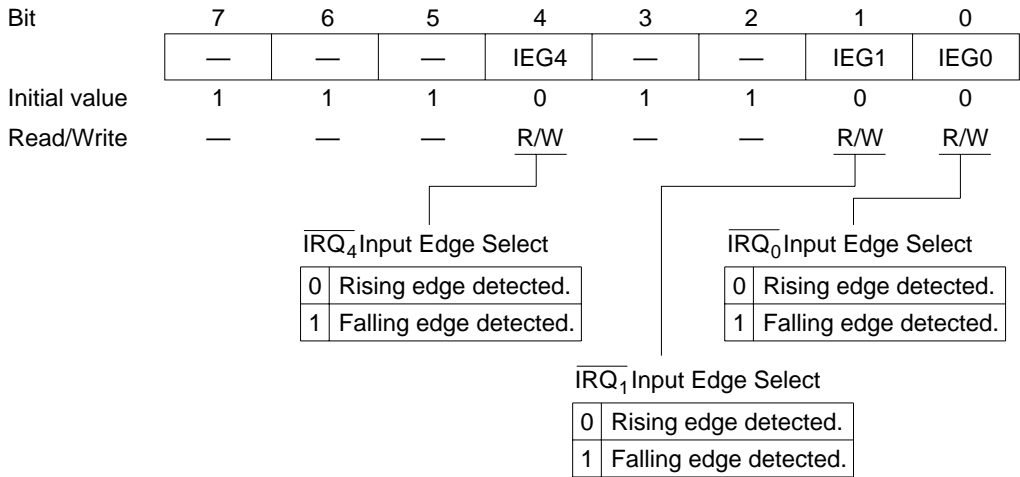 Bit 7 6 5 4 3 2 1 0
— — — IEG4 — — IEG1 IEG0
Initial value 1 1 1 0 1 1 0 0
Read/Write — — — R/W — — R/W R/W
IRQ4 Input Edge Select
0 Rising edge detected.
1 Falling edge detected.
IRQ0 Input Edge Select
0 Rising edge detected.
1 Falling edge detected.
IRQ1 Input Edge Select
0 Rising edge detected.
1 Falling edge detected.